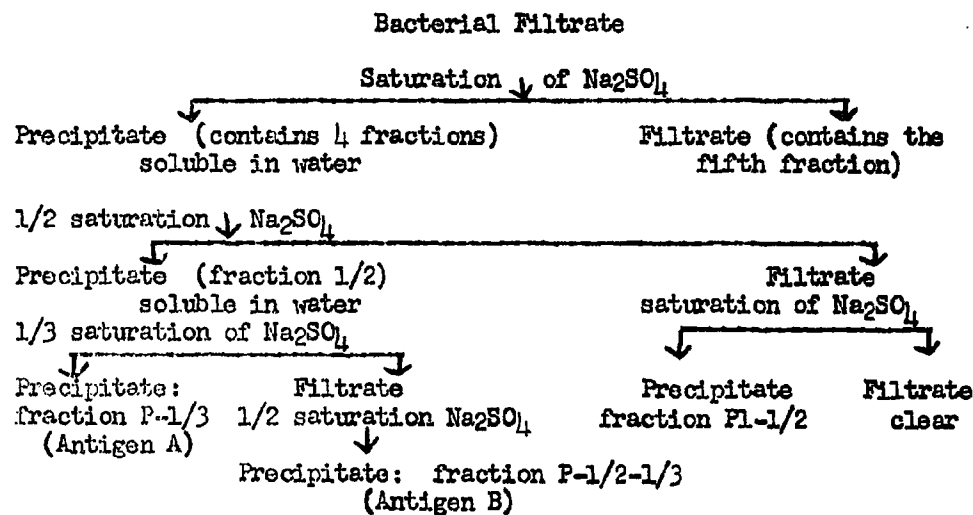 Bacterial Filtrate
Saturation of Na2SO4
Precipitate (contains 4 fractions)
soluble in water
Filtrate (contains the
fifth fraction)
1/2 saturation Na2SO4
Precipitate (fraction 1/2)
soluble in water
1/3 saturation of Na2SO4
Filtrate
saturation of Na2SO4
Precipitate:
fraction P-1/3
(Antigen A)
Filtrate
1/2 saturation Na2SO4
Precipitate
fraction P1-1/2
Filtrate
clear
Precipitate: fraction P-1/2-1/3
(Antigen B)